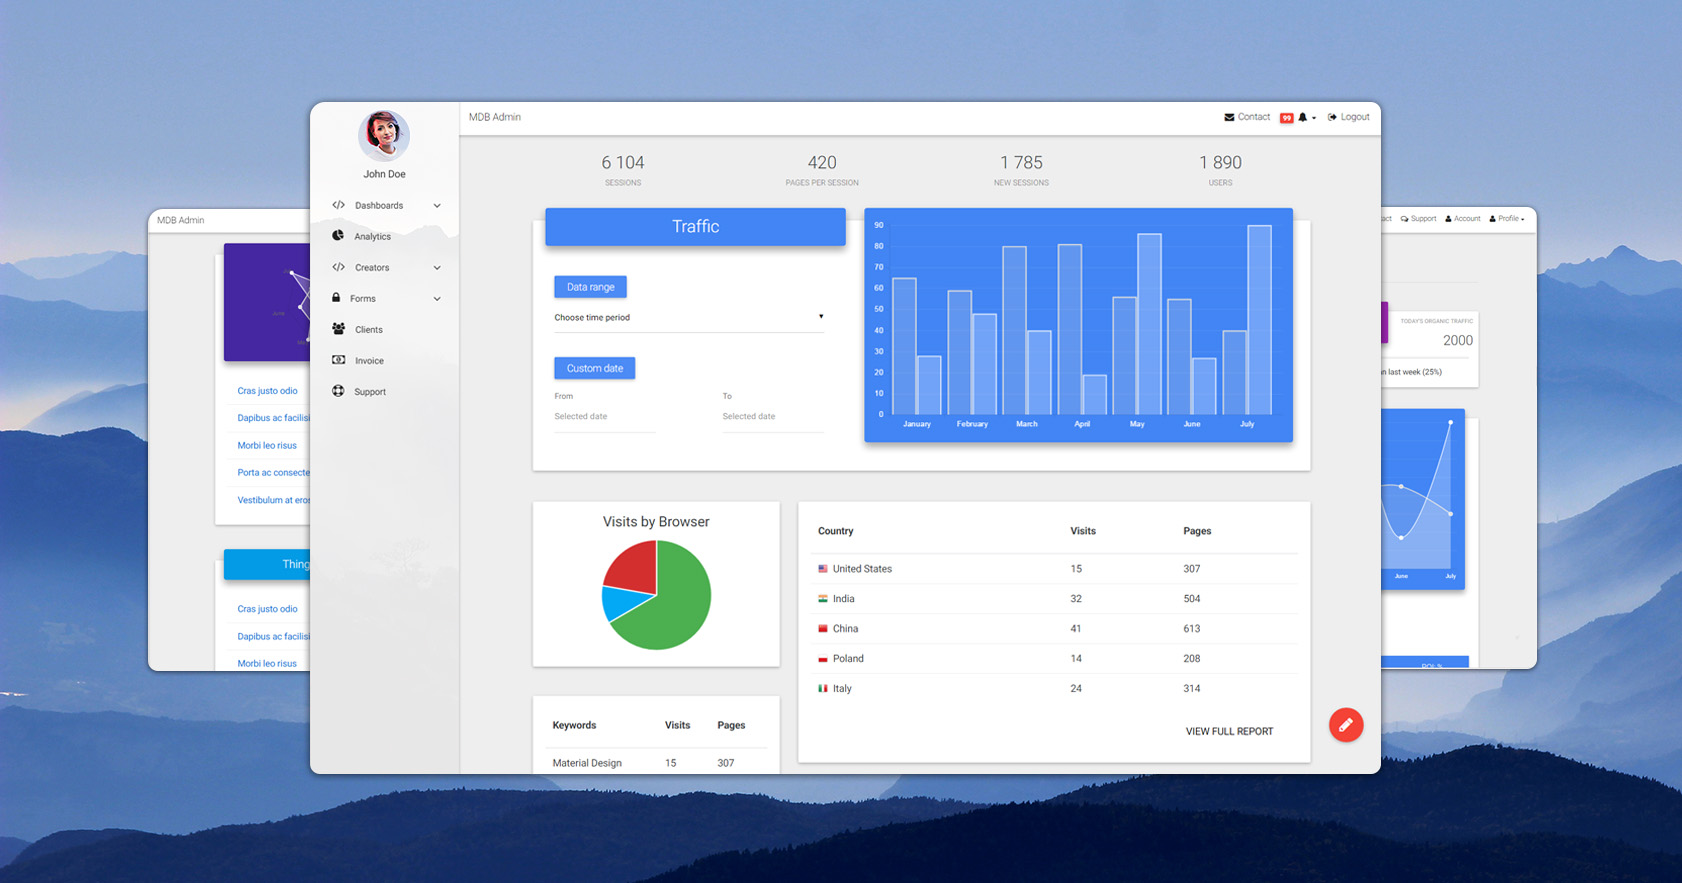 MDB Admin
Contact
99
Logout
John Doe
Dashboards
Analytics
Creators
Forms
Clients
Invoice
Support
6 104
SESSIONS
420
PAGES PER SESSION
1 785
NEW SESSIONS
1 890
USERS
Traffic
Data range
Choose time period
Custom date
From
To
Selected date
Selected date
90
80
70
60
50
40
30
20
10
0
January
February
March
April
May
June
July
Visits by Browser
Country Visits Pages
United States 15 307
India 32 504
China 41 613
Poland 14 208
Italy 24 314
VIEW FULL REPORT
Keywords Visits Pages
Material Design 15 307
MDB Admin
Cras justo odio
Dapibus ac facilisi
Morbi leo risus
Porta ac consecte
Vestibulum at eros
Thing
Cras justo odio
Dapibus ac facilisi
Morbi leo risus
Support
Account
Profile
TODAY'S ORGANIC TRAFFIC
2000
last week (25%)
June
July